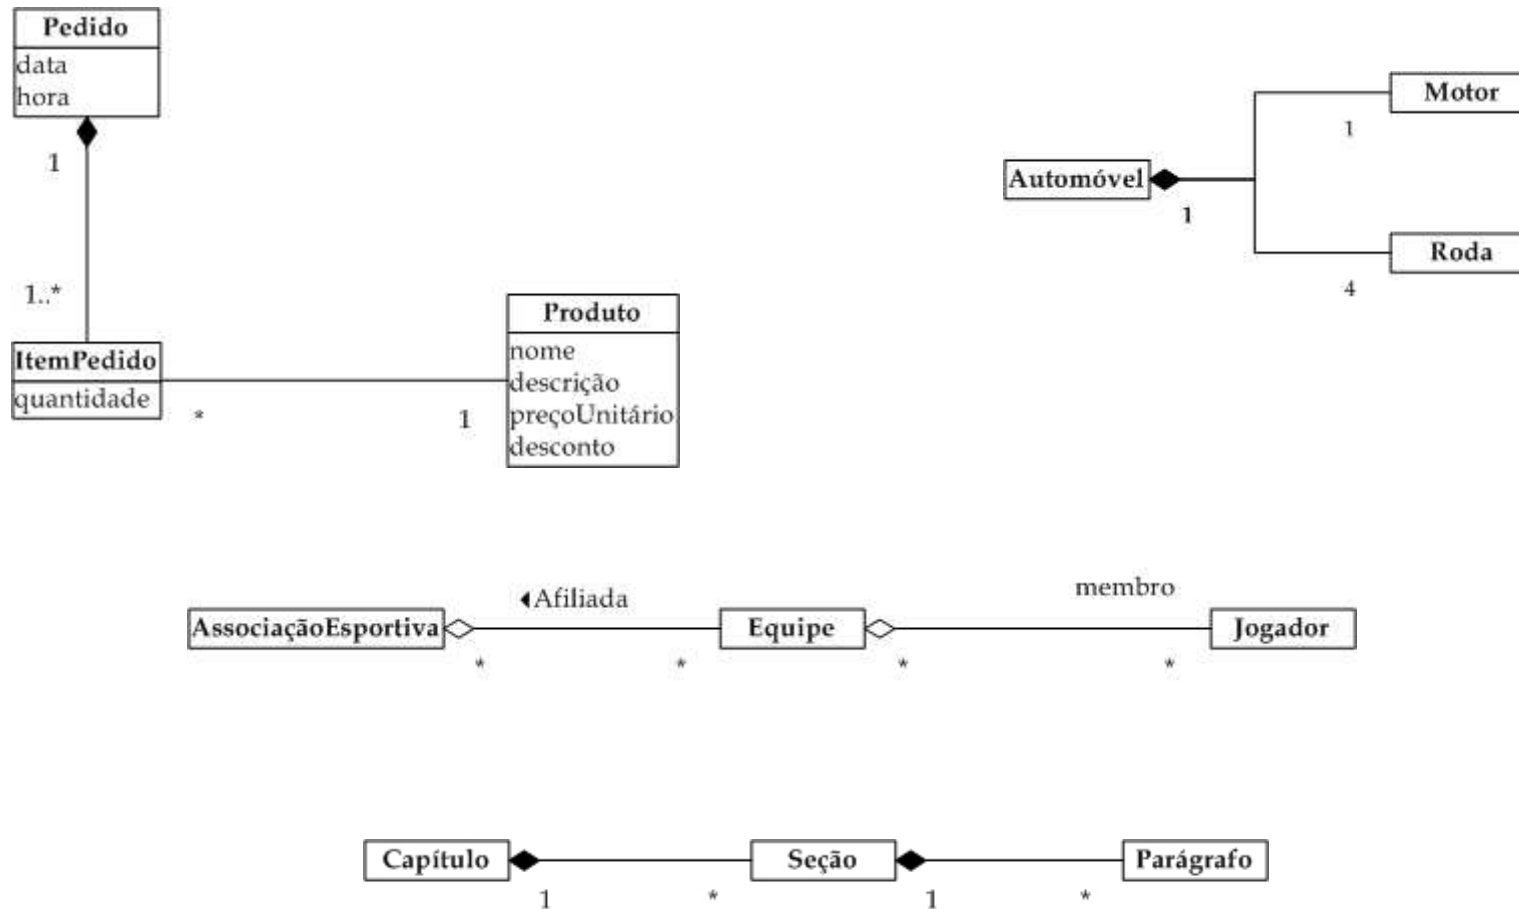 Pedido
data
hora
1
1..*
ItemPedido
quantidade
*
1
Produto
nome
descrição
preçoUnitário
desconto
Automóvel
1
Motor
1
Roda
4
AssociaçãoEsportiva
Afiliada
*
*
Equipe
membro
*
*
Jogador
Capítulo
1
*
Seção
1
*
Parágrafo